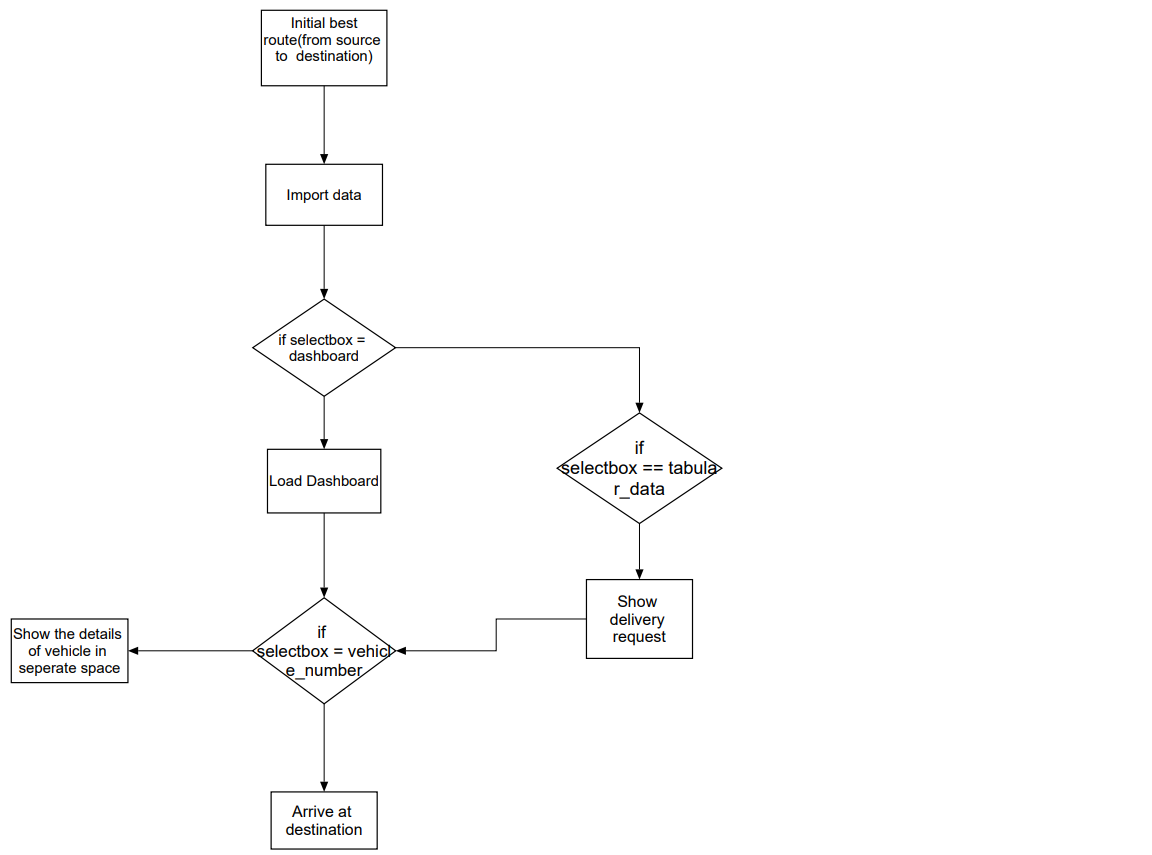 Initial best
route(from source
to destination)
Import data
if selectbox =
dashboard
Load Dashboard
if
selectbox == tabula
r_data
Show
delivery
request
if
selectbox = vehicl
e_number
Show the details
of vehicle in
seperate space
Arrive at
destination